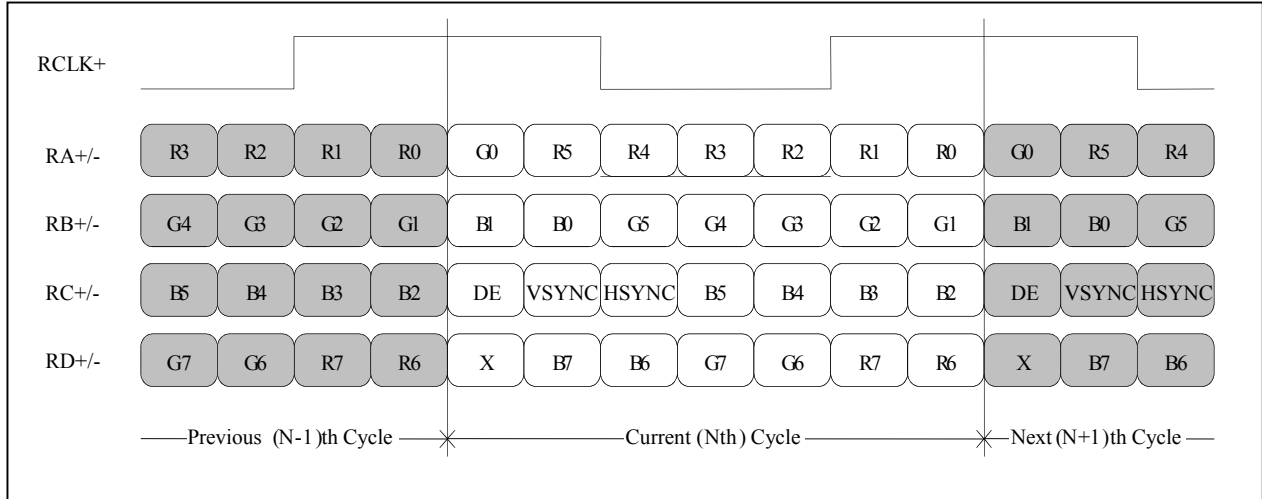 RCLK+
RA+/- R3 R2 R1 R0 G0 R5 R4 R3 R2 R1 R0 G0 R5 R4
RB+/- G4 G3 G2 G1 B1 B0 G5 G4 G3 G2 G1 B1 B0 G5
RC+/- B5 B4 B3 B2 DE VSYNC HSYNC B5 B4 B3 B2 DE VSYNC HSYNC
RD+/- G7 G6 R7 R6 X B7 B6 G7 G6 R7 R6 X B7 B6
Previous (N-1)th Cycle Current (Nth) Cycle Next (N+1)th Cycle